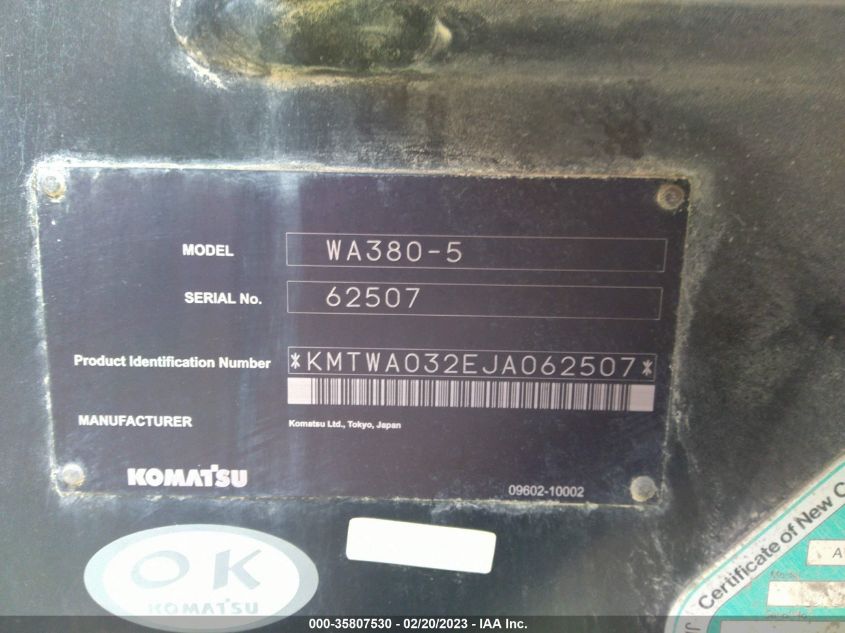 MODEL WA380-5
SERIAL No. 62507
Product Identification Number *KMTWA032EJA062507*
MANUFACTURER Komatsu Ltd., Tokyo, Japan
KOMATSU 09602-10002
OK
KOMATSU
Certificate of New C
Model
000-35807530 - 02/20/2023 - IAA Inc.